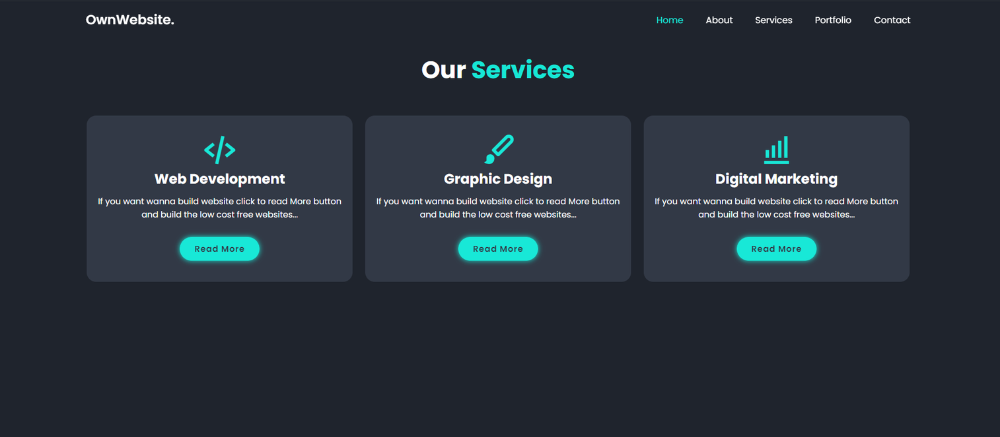 OwnWebsite.
Home About Services Portfolio Contact
Our Services
Web Development
If you want wanna build website click to read More button
and build the low cost free websites...
Read More
Graphic Design
If you want wanna build website click to read More button
and build the low cost free websites...
Read More
Digital Marketing
If you want wanna build website click to read More button
and build the low cost free websites...
Read More